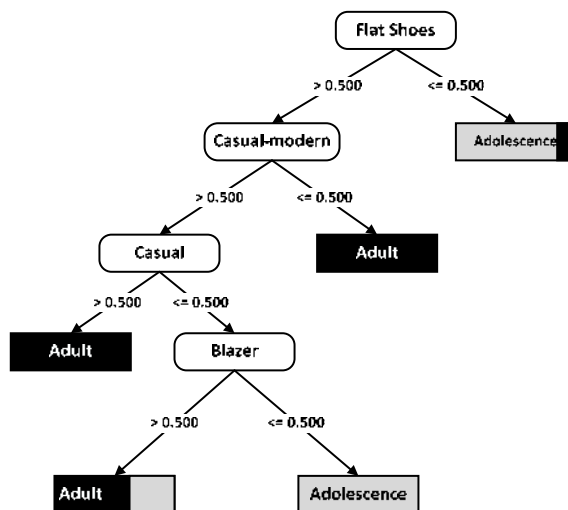 Flat Shoes
> 0.500
<= 0.500
Casual-modern
Adolescence
> 0.500
<= 0.500
Casual
Adult
> 0.500
<= 0.500
Adult
Blazer
> 0.500
<= 0.500
Adult
Adolescence